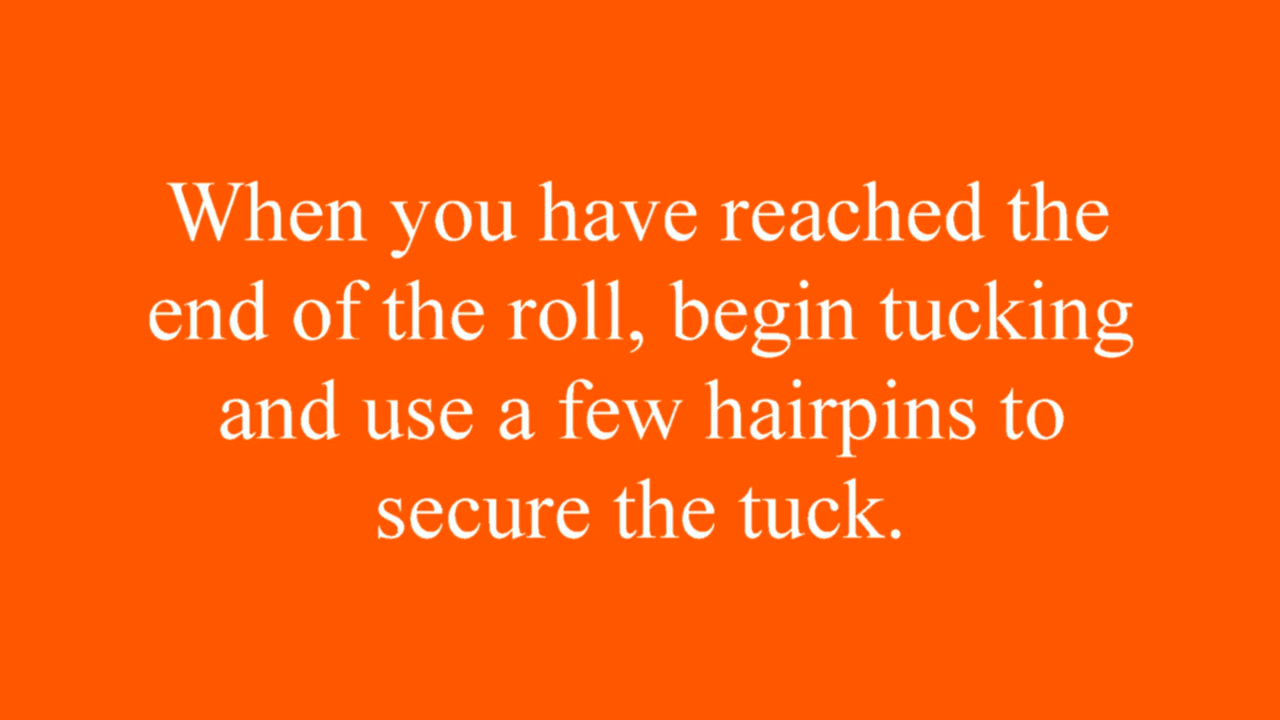 When you have reached the
end of the roll, begin tucking
and use a few hairpins to
secure the tuck.